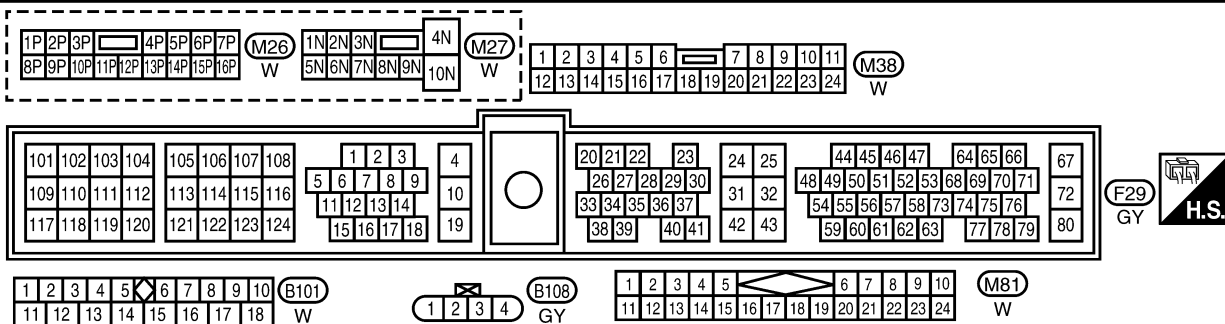 1P 2P 3P 4P 5P 6P 7P
8P 9P 10P 11P 12P 13P 14P 15P 16P
M26
W
1N 2N 3N 4N
5N 6N 7N 8N 9N 10N
M27
W
1 2 3 4 5 6 7 8 9 10 11
12 13 14 15 16 17 18 19 20 21 22 23 24
M38
W
101 102 103 104 105 106 107 108 1 2 3 4 20 21 22 23 24 25 44 45 46 47 64 65 66 67
109 110 111 112 113 114 115 116 5 6 7 8 9 10 26 27 28 29 30 31 32 48 49 50 51 52 53 68 69 70 71 72
11 12 13 14 33 34 35 36 37 54 55 56 57 58 73 74 75 76
117 118 119 120 121 122 123 124 15 16 17 18 19 38 39 40 41 42 43 59 60 61 62 63 77 78 79 80
F29
GY
H.S.
1 2 3 4 5 6 7 8 9 10
11 12 13 14 15 16 17 18
B101
W
1 2 3 4
B108
GY
1 2 3 4 5 6 7 8 9 10
11 12 13 14 15 16 17 18 19 20 21 22 23 24
M81
W